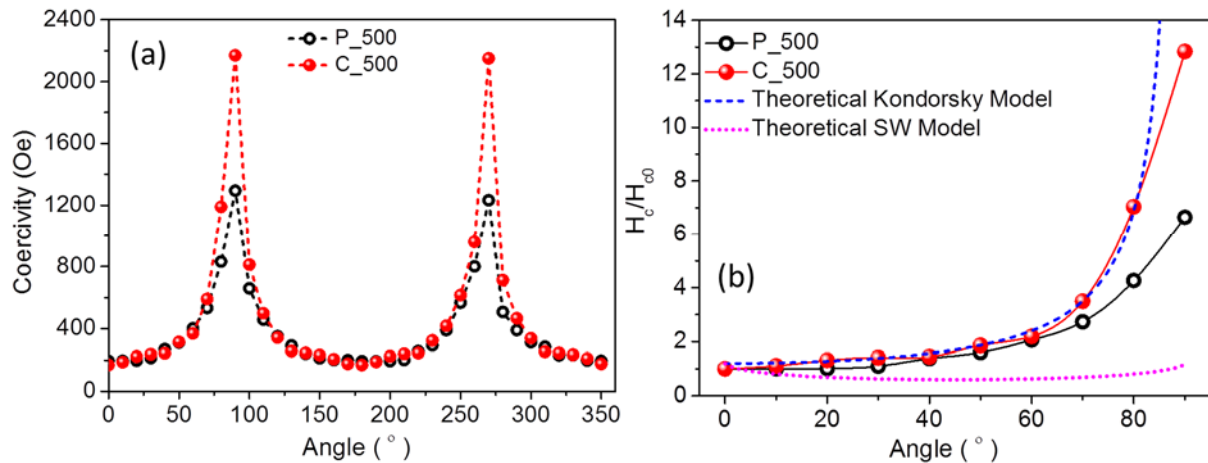 (a)
P_500
C_500
Coercivity (Oe)
2400
2000
1600
1200
800
400
0
0 50 100 150 200 250 300 350
Angle ( ° )
(b)
P_500
C_500
Theoretical Kondorsky Model
Theoretical SW Model
H_c/H_c0
14
12
10
8
6
4
2
0
0 20 40 60 80
Angle ( ° )